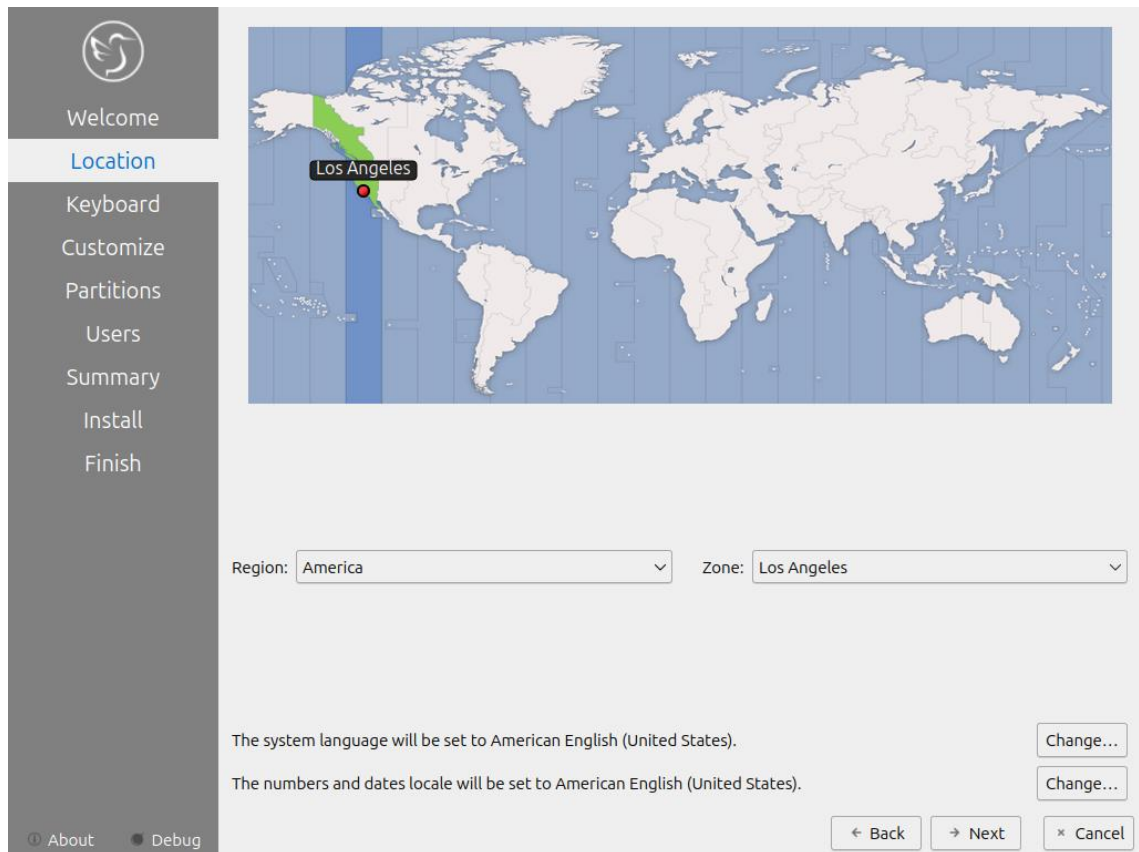 Welcome
Location
Keyboard
Customize
Partitions
Users
Summary
Install
Finish
About Debug
Los Angeles
Region: America Zone: Los Angeles
The system language will be set to American English (United States). Change...
The numbers and dates locale will be set to American English (United States). Change...
Back Next Cancel